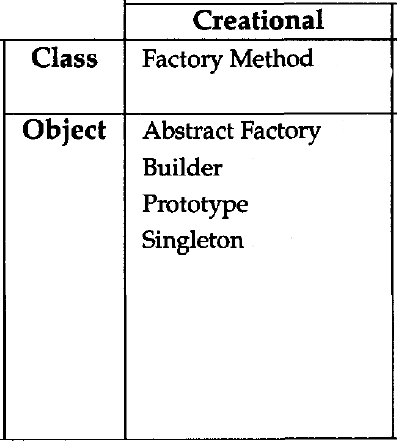 Creational
Class Factory Method
Object Abstract Factory
Builder
Prototype
Singleton